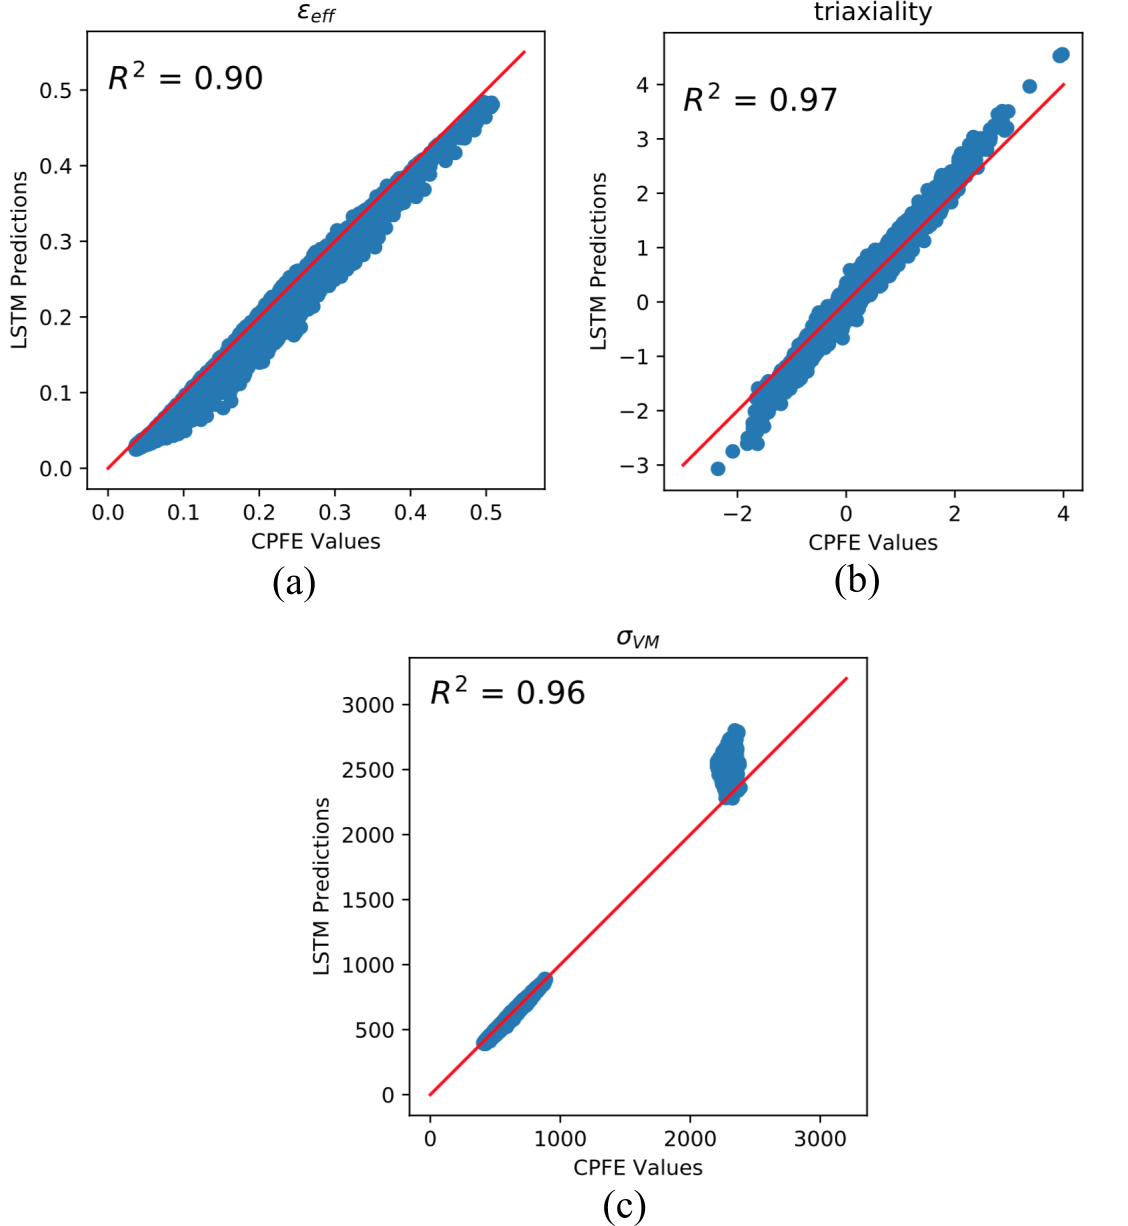 ε_eff
R² = 0.90
LSTM Predictions
0.5
0.4
0.3
0.2
0.1
0.0
0.0 0.1 0.2 0.3 0.4 0.5
CPFE Values
(a)
triaxiality
R² = 0.97
LSTM Predictions
4
3
2
1
0
−1
−2
−3
−2 0 2 4
CPFE Values
(b)
σ_VM
R² = 0.96
LSTM Predictions
3000
2500
2000
1500
1000
500
0
0 1000 2000 3000
CPFE Values
(c)